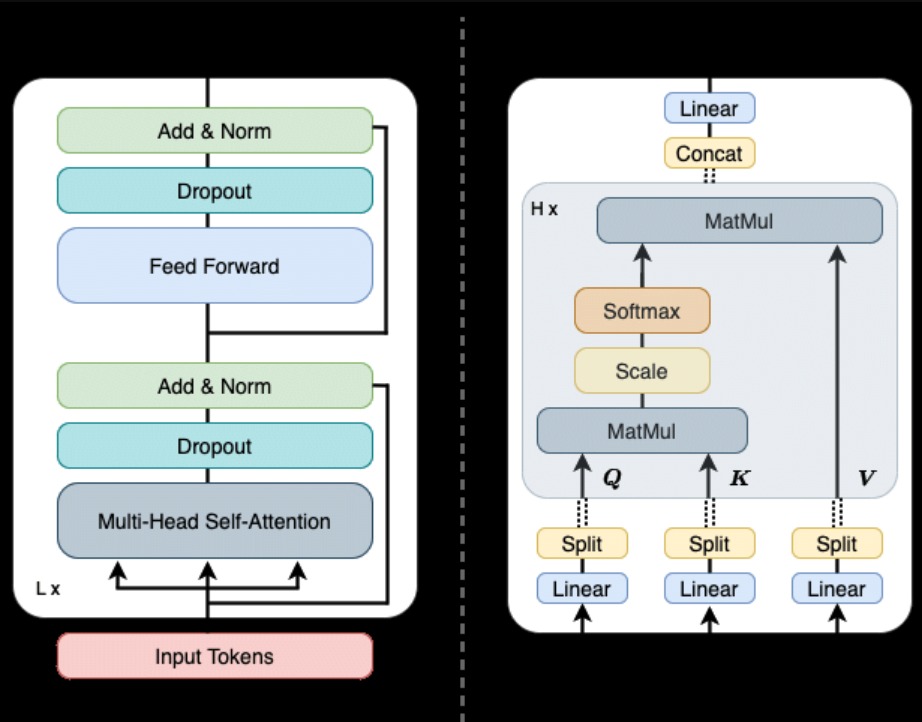 Add & Norm
Dropout
Feed Forward
Add & Norm
Dropout
Multi-Head Self-Attention
L x
Input Tokens
Linear
Concat
H x
MatMul
Softmax
Scale
MatMul
Q K V
Split Split Split
Linear Linear Linear